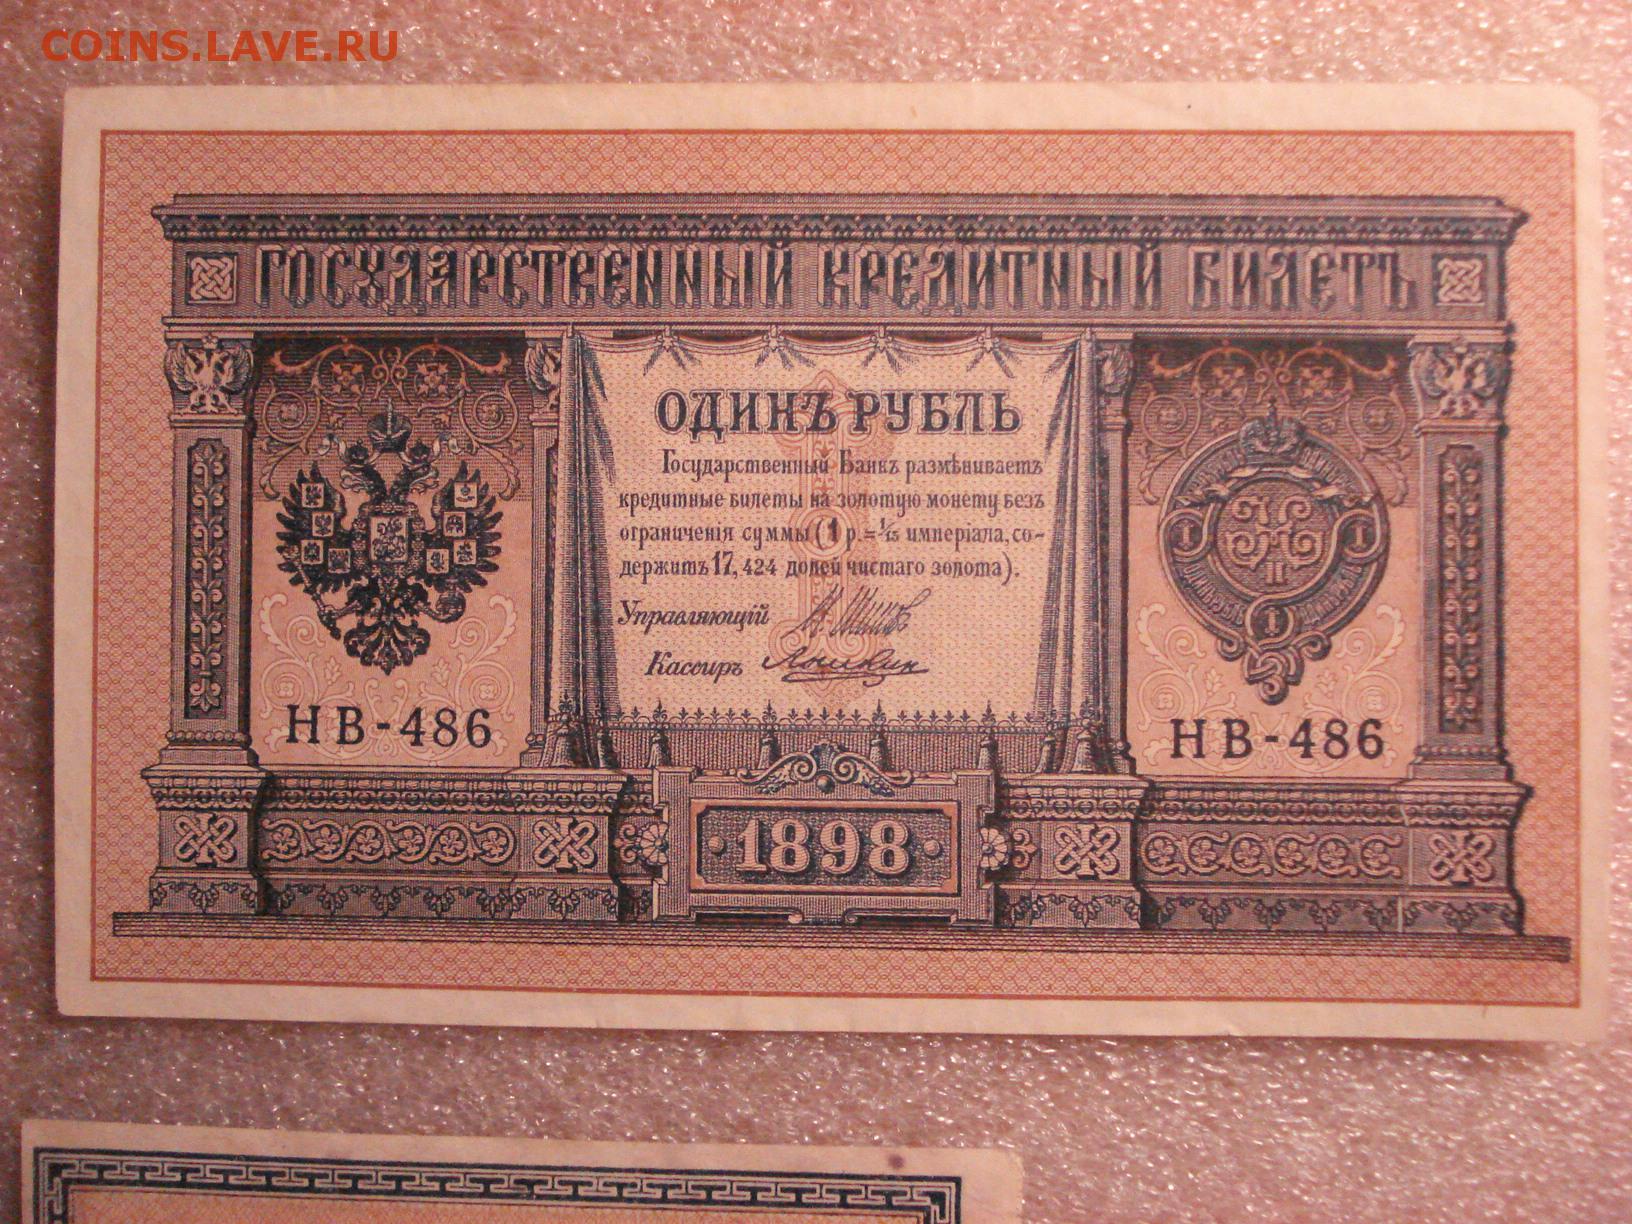 COINS.LAVE.RU
ГОСУДАРСТВЕННЫЙ КРЕДИТНЫЙ БИЛЕТЪ
ОДИНЪ РУБЛЬ
Государственный Банкъ размѣниваетъ
кредитные билеты на золотую монету безъ
ограниченія суммы (1 р. = 1/15 имперіала, со-
держитъ 17,424 долей чистаго золота).
Управляющій
Кассиръ
НВ-486
НВ-486
1898